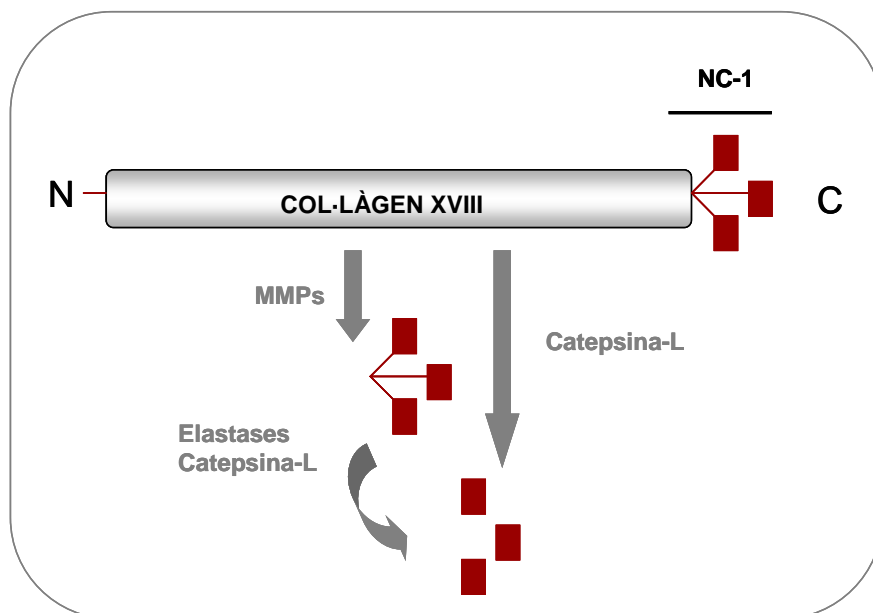 NC-1
N
COL·LÀGEN XVIII
C
MMPs
Catepsina-L
Elastases
Catepsina-L